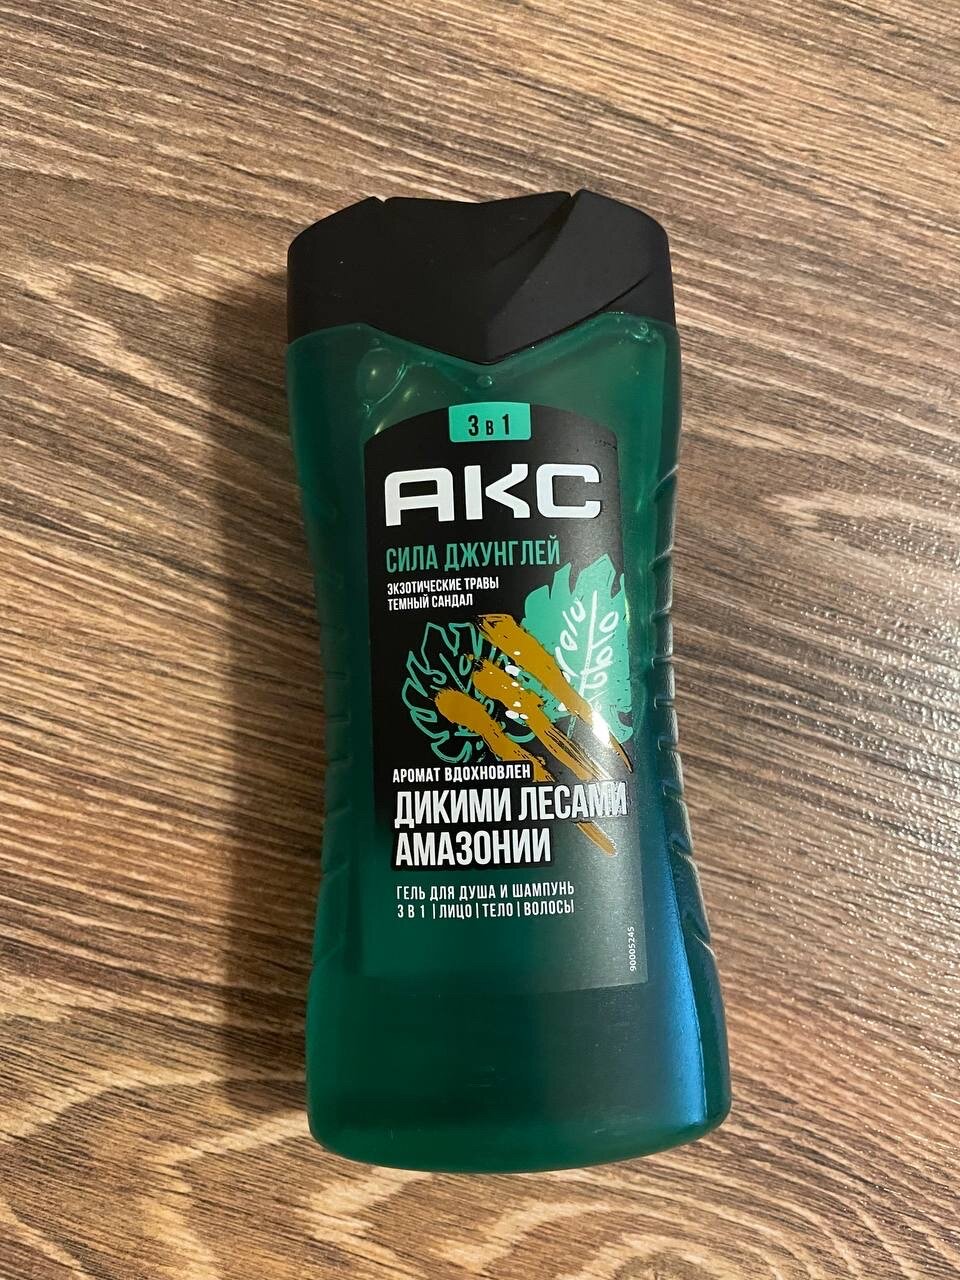 3 в 1
АКС
СИЛА ДЖУНГЛЕЙ
ЭКЗОТИЧЕСКИЕ ТРАВЫ
ТЕМНЫЙ САНДАЛ
АРОМАТ ВДОХНОВЛЕН
ДИКИМИ ЛЕСАМИ
АМАЗОНИИ
ГЕЛЬ ДЛЯ ДУША И ШАМПУНЬ
3 В 1 | ЛИЦО | ТЕЛО | ВОЛОСЫ
90005245